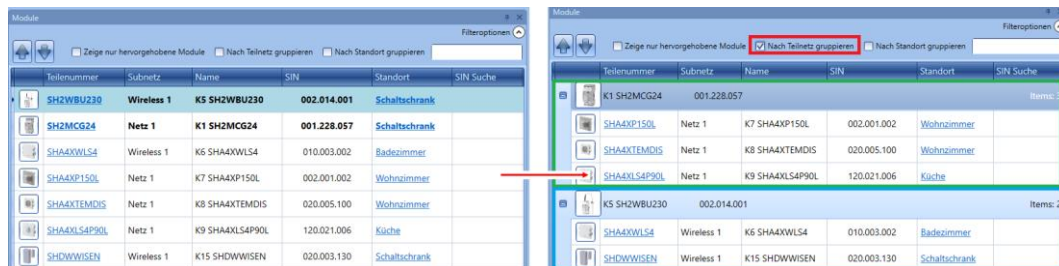 Module
Filteroptionen
Zeige nur hervorgehobene Module Nach Teilnetz gruppieren Nach Standort gruppieren
Teilenummer Subnetz Name SIN Standort SIN Suche
SH2WBU230 Wireless 1 K5 SH2WBU230 002.014.001 Schaltschrank
SH2MCG24 Netz 1 K1 SH2MCG24 001.228.057 Schaltschrank
SHA4XWLS4 Wireless 1 K6 SHA4XWLS4 010.003.002 Badezimmer
SHA4XP150L Netz 1 K7 SHA4XP150L 002.001.002 Wohnzimmer
SHA4XTEMDIS Netz 1 K8 SHA4XTEMDIS 020.005.100 Wohnzimmer
SHA4XLS4P90L Netz 1 K9 SHA4XLS4P90L 120.021.006 Küche
SHDWWISEN Wireless 1 K15 SHDWWISEN 020.003.130 Schaltschrank
Module
Filteroptionen
Zeige nur hervorgehobene Module Nach Teilnetz gruppieren Nach Standort gruppieren
Teilenummer Subnetz Name SIN Standort SIN Suche
K1 SH2MCG24 001.228.057 Items: 3
SHA4XP150L Netz 1 K7 SHA4XP150L 002.001.002 Wohnzimmer
SHA4XTEMDIS Netz 1 K8 SHA4XTEMDIS 020.005.100 Wohnzimmer
SHA4XLS4P90L Netz 1 K9 SHA4XLS4P90L 120.021.006 Küche
K5 SH2WBU230 002.014.001 Items: 2
SHA4XWLS4 Wireless 1 K6 SHA4XWLS4 010.003.002 Badezimmer
SHDWWISEN Wireless 1 K15 SHDWWISEN 020.003.130 Schaltschrank